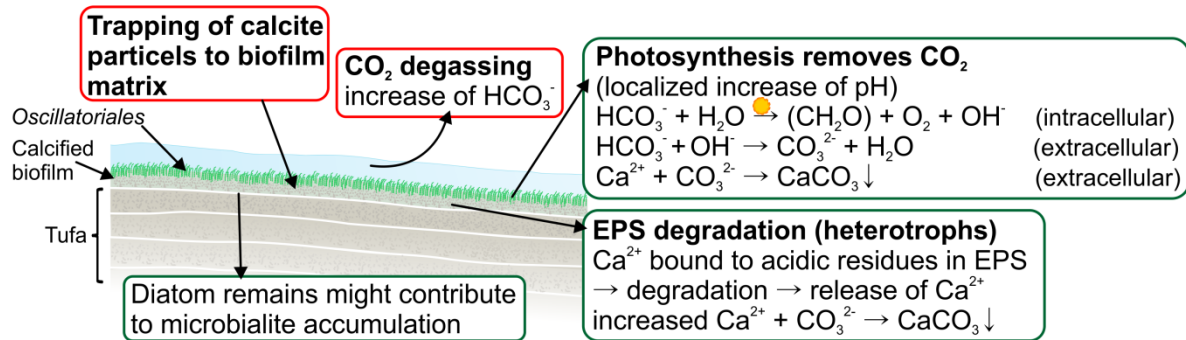 Trapping of calcite
particels to biofilm
matrix
CO₂ degassing
increase of HCO₃⁻
Oscillatoriales
Calcified
biofilm
Tufa
Diatom remains might contribute
to microbialite accumulation
Photosynthesis removes CO₂
(localized increase of pH)
HCO₃⁻ + H₂O → (CH₂O) + O₂ + OH⁻ (intracellular)
HCO₃⁻ + OH⁻ → CO₃²⁻ + H₂O (extracellular)
Ca²⁺ + CO₃²⁻ → CaCO₃ ↓ (extracellular)
EPS degradation (heterotrophs)
Ca²⁺ bound to acidic residues in EPS
→ degradation → release of Ca²⁺
increased Ca²⁺ + CO₃²⁻ → CaCO₃ ↓